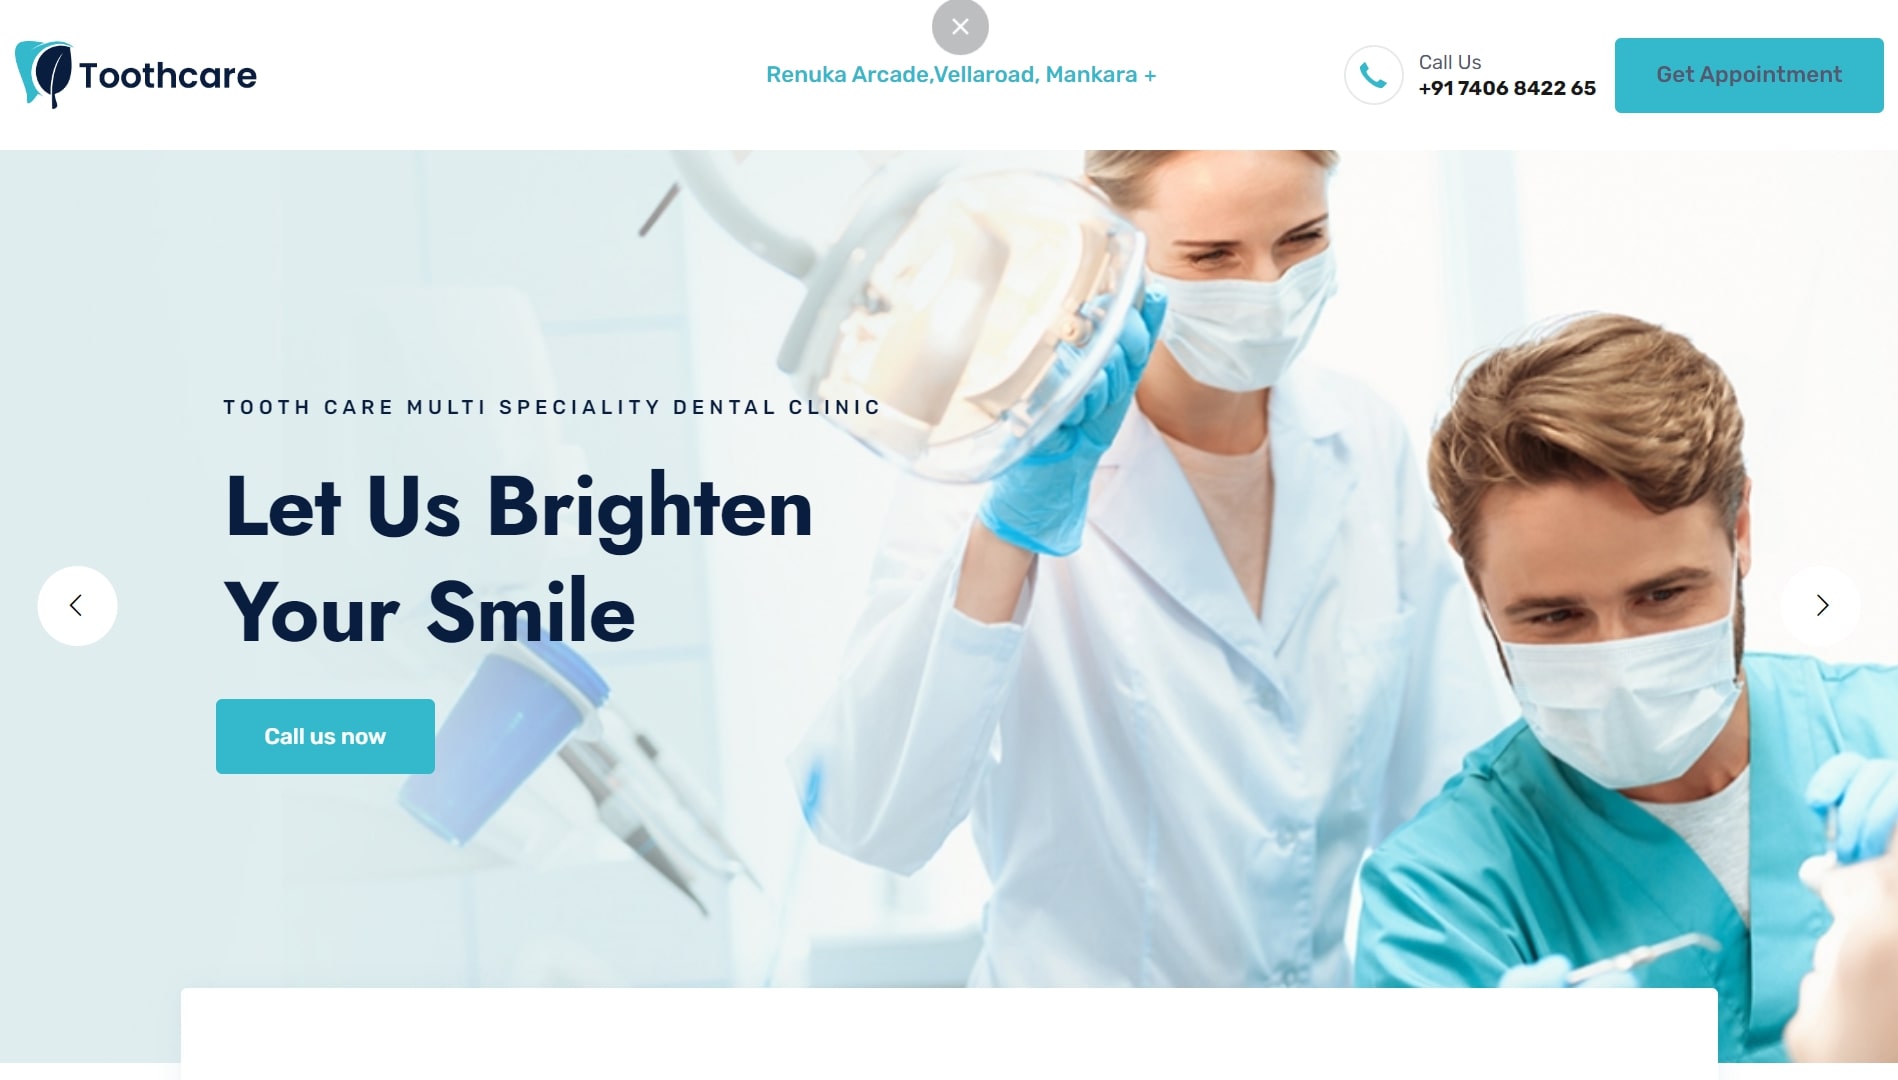 Toothcare
Renuka Arcade,Vellaroad, Mankara +
Call Us
+91 7406 8422 65
Get Appointment
TOOTH CARE MULTI SPECIALITY DENTAL CLINIC
Let Us Brighten
Your Smile
Call us now